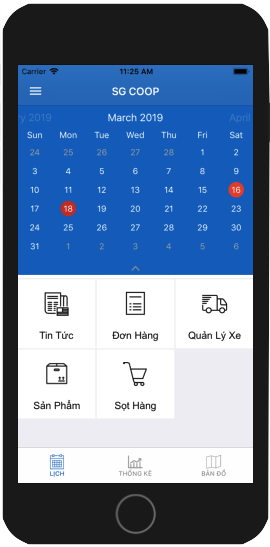 Carrier 11:25 AM
SG COOP
ry 2019 March 2019 April
Sun Mon Tue Wed Thu Fri Sat
24 25 26 27 28 1 2
3 4 5 6 7 8 9
10 11 12 13 14 15 16
17 18 19 20 21 22 23
24 25 26 27 28 29 30
31 1 2 3 4 5 6
Tin Tức Đơn Hàng Quản Lý Xe
Sản Phẩm Sọt Hàng
LỊCH THỐNG KÊ BẢN ĐỒ